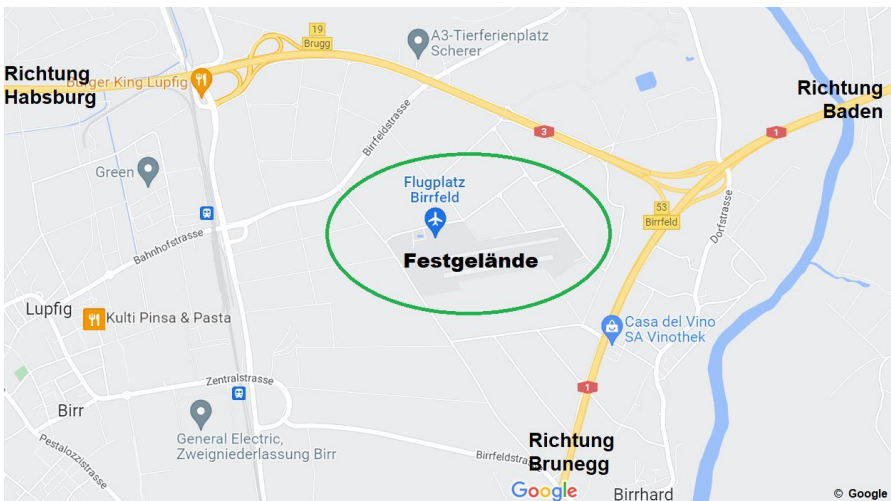 19
Brugg
A3-Tierferienplatz
Scherer
Richtung
Habsburg
Burger King Lupfig
Richtung
Baden
Birrfeldstrasse
3
1
Green
Flugplatz
Birrfeld
53
Birrfeld
Dorfstrasse
Bahnhofstrasse
Festgelände
Lupfig
Kulti Pinsa & Pasta
Casa del Vino
SA Vinothek
Zentralstrasse
1
Birr
General Electric,
Zweigniederlassung Birr
Pestalozzistrasse
Richtung
Brunegg
Birrfeldstr
Google
Birrhard
© Google